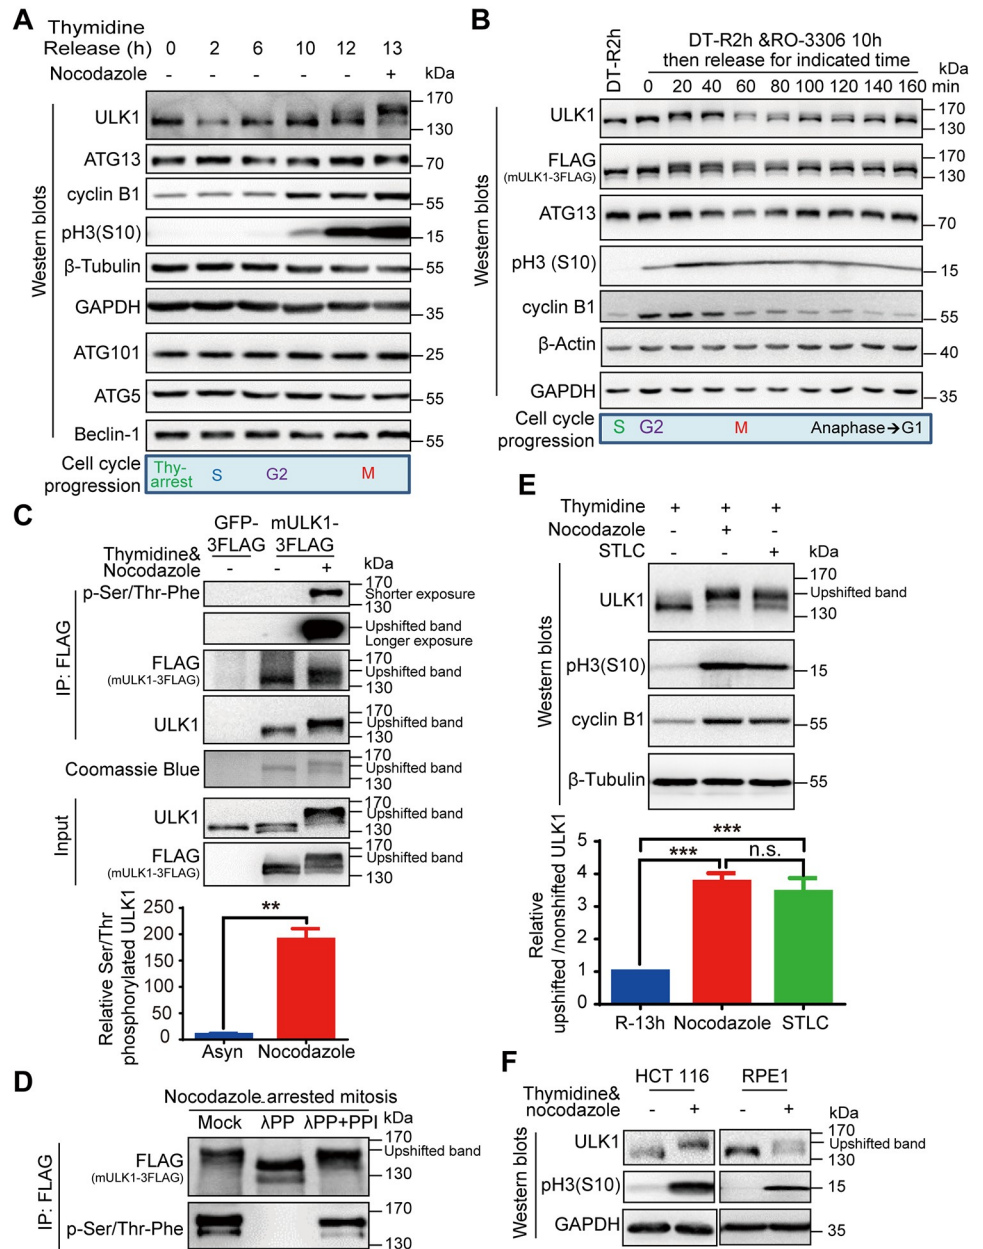 A
Thymidine
Release (h) 0 2 6 10 12 13
Nocodazole - - - - - + kDa
Western blots
ULK1 170
130
ATG13 70
cyclin B1 55
pH3(S10) 15
β-Tubulin 55
GAPDH 35
ATG101 25
ATG5 55
Beclin-1 55
Cell cycle
progression
Thy-
arrest S G2 M
B
DT-R2h
DT-R2h &RO-3306 10h
then release for indicated time
kDa
0 20 40 60 80 100 120 140 160 min
Western blots
ULK1 170
130
FLAG 170
(mULK1-3FLAG) 130
ATG13 70
pH3 (S10) 15
cyclin B1 55
β-Actin 40
GAPDH 35
Cell cycle
progression
S G2 M Anaphase→G1
C
GFP-
3FLAG
mULK1-
3FLAG
Thymidine&
Nocodazole - - + kDa
IP: FLAG
p-Ser/Thr-Phe 170
Shorter exposure
130
Upshifted band
Longer exposure
FLAG 170
(mULK1-3FLAG) Upshifted band
130
ULK1 170
Upshifted band
130
Coomassie Blue 170
Upshifted band
130
Input
ULK1 170
Upshifted band
130
FLAG 170
(mULK1-3FLAG) Upshifted band
130
Relative Ser/Thr
phosphorylated ULK1
250
200
150
100
50
0
**
Asyn Nocodazole
D
Nocodazole arrested mitosis
Mock λPP λPP+PPI kDa
IP: FLAG
FLAG 170
(mULK1-3FLAG) Upshifted band
130
p-Ser/Thr-Phe 170
130
E
Thymidine + + +
Nocodazole - + -
STLC - - + kDa
Western blots
ULK1 170
Upshifted band
130
pH3(S10) 15
cyclin B1 55
β-Tubulin 55
Relative
upshifted /nonshifted ULK1
5
4
3
2
1
0
***
*** n.s.
R-13h Nocodazole STLC
F
HCT 116 RPE1
Thymidine&
nocodazole - + - + kDa
Western blots
ULK1 170
Upshifted band
130
pH3(S10) 15
GAPDH 35